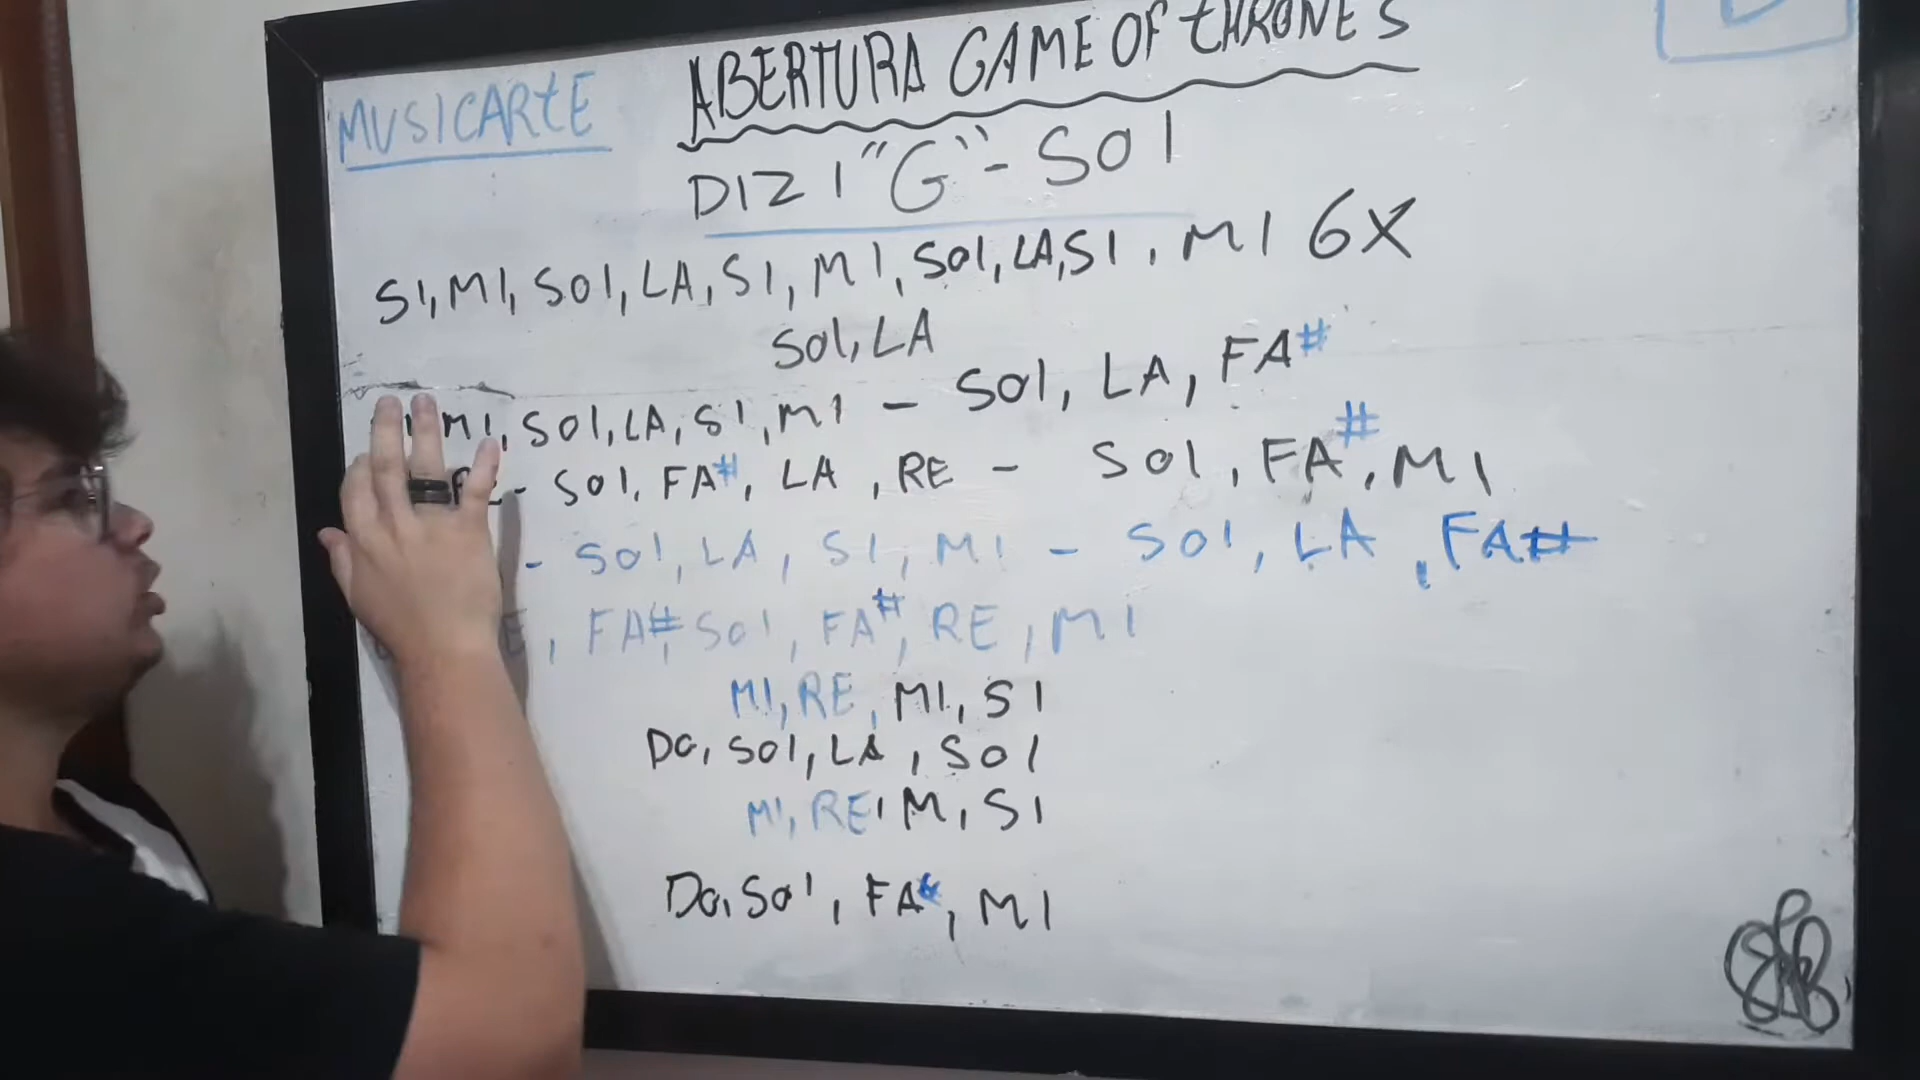 MUSICARtE
ABERTURA GAME OF tHRONES
DIZI "G" - SOl
SI, MI, SOl, LA, SI, MI, SOl, LA, SI, MI 6X
SOl, LA
MI, SOl, LA, SI, MI - SOl, LA, FA#
- SOl, FA#, LA, RE - SOl, FA#, MI
- SOl, LA, SI, MI - SOl, LA, FA#
, FA# SOl, FA#, RE, MI
MI, RE, MI, SI
DO, SOl, LA, SOl
MI, RE, M, SI
DO, SOl, FA#, MI